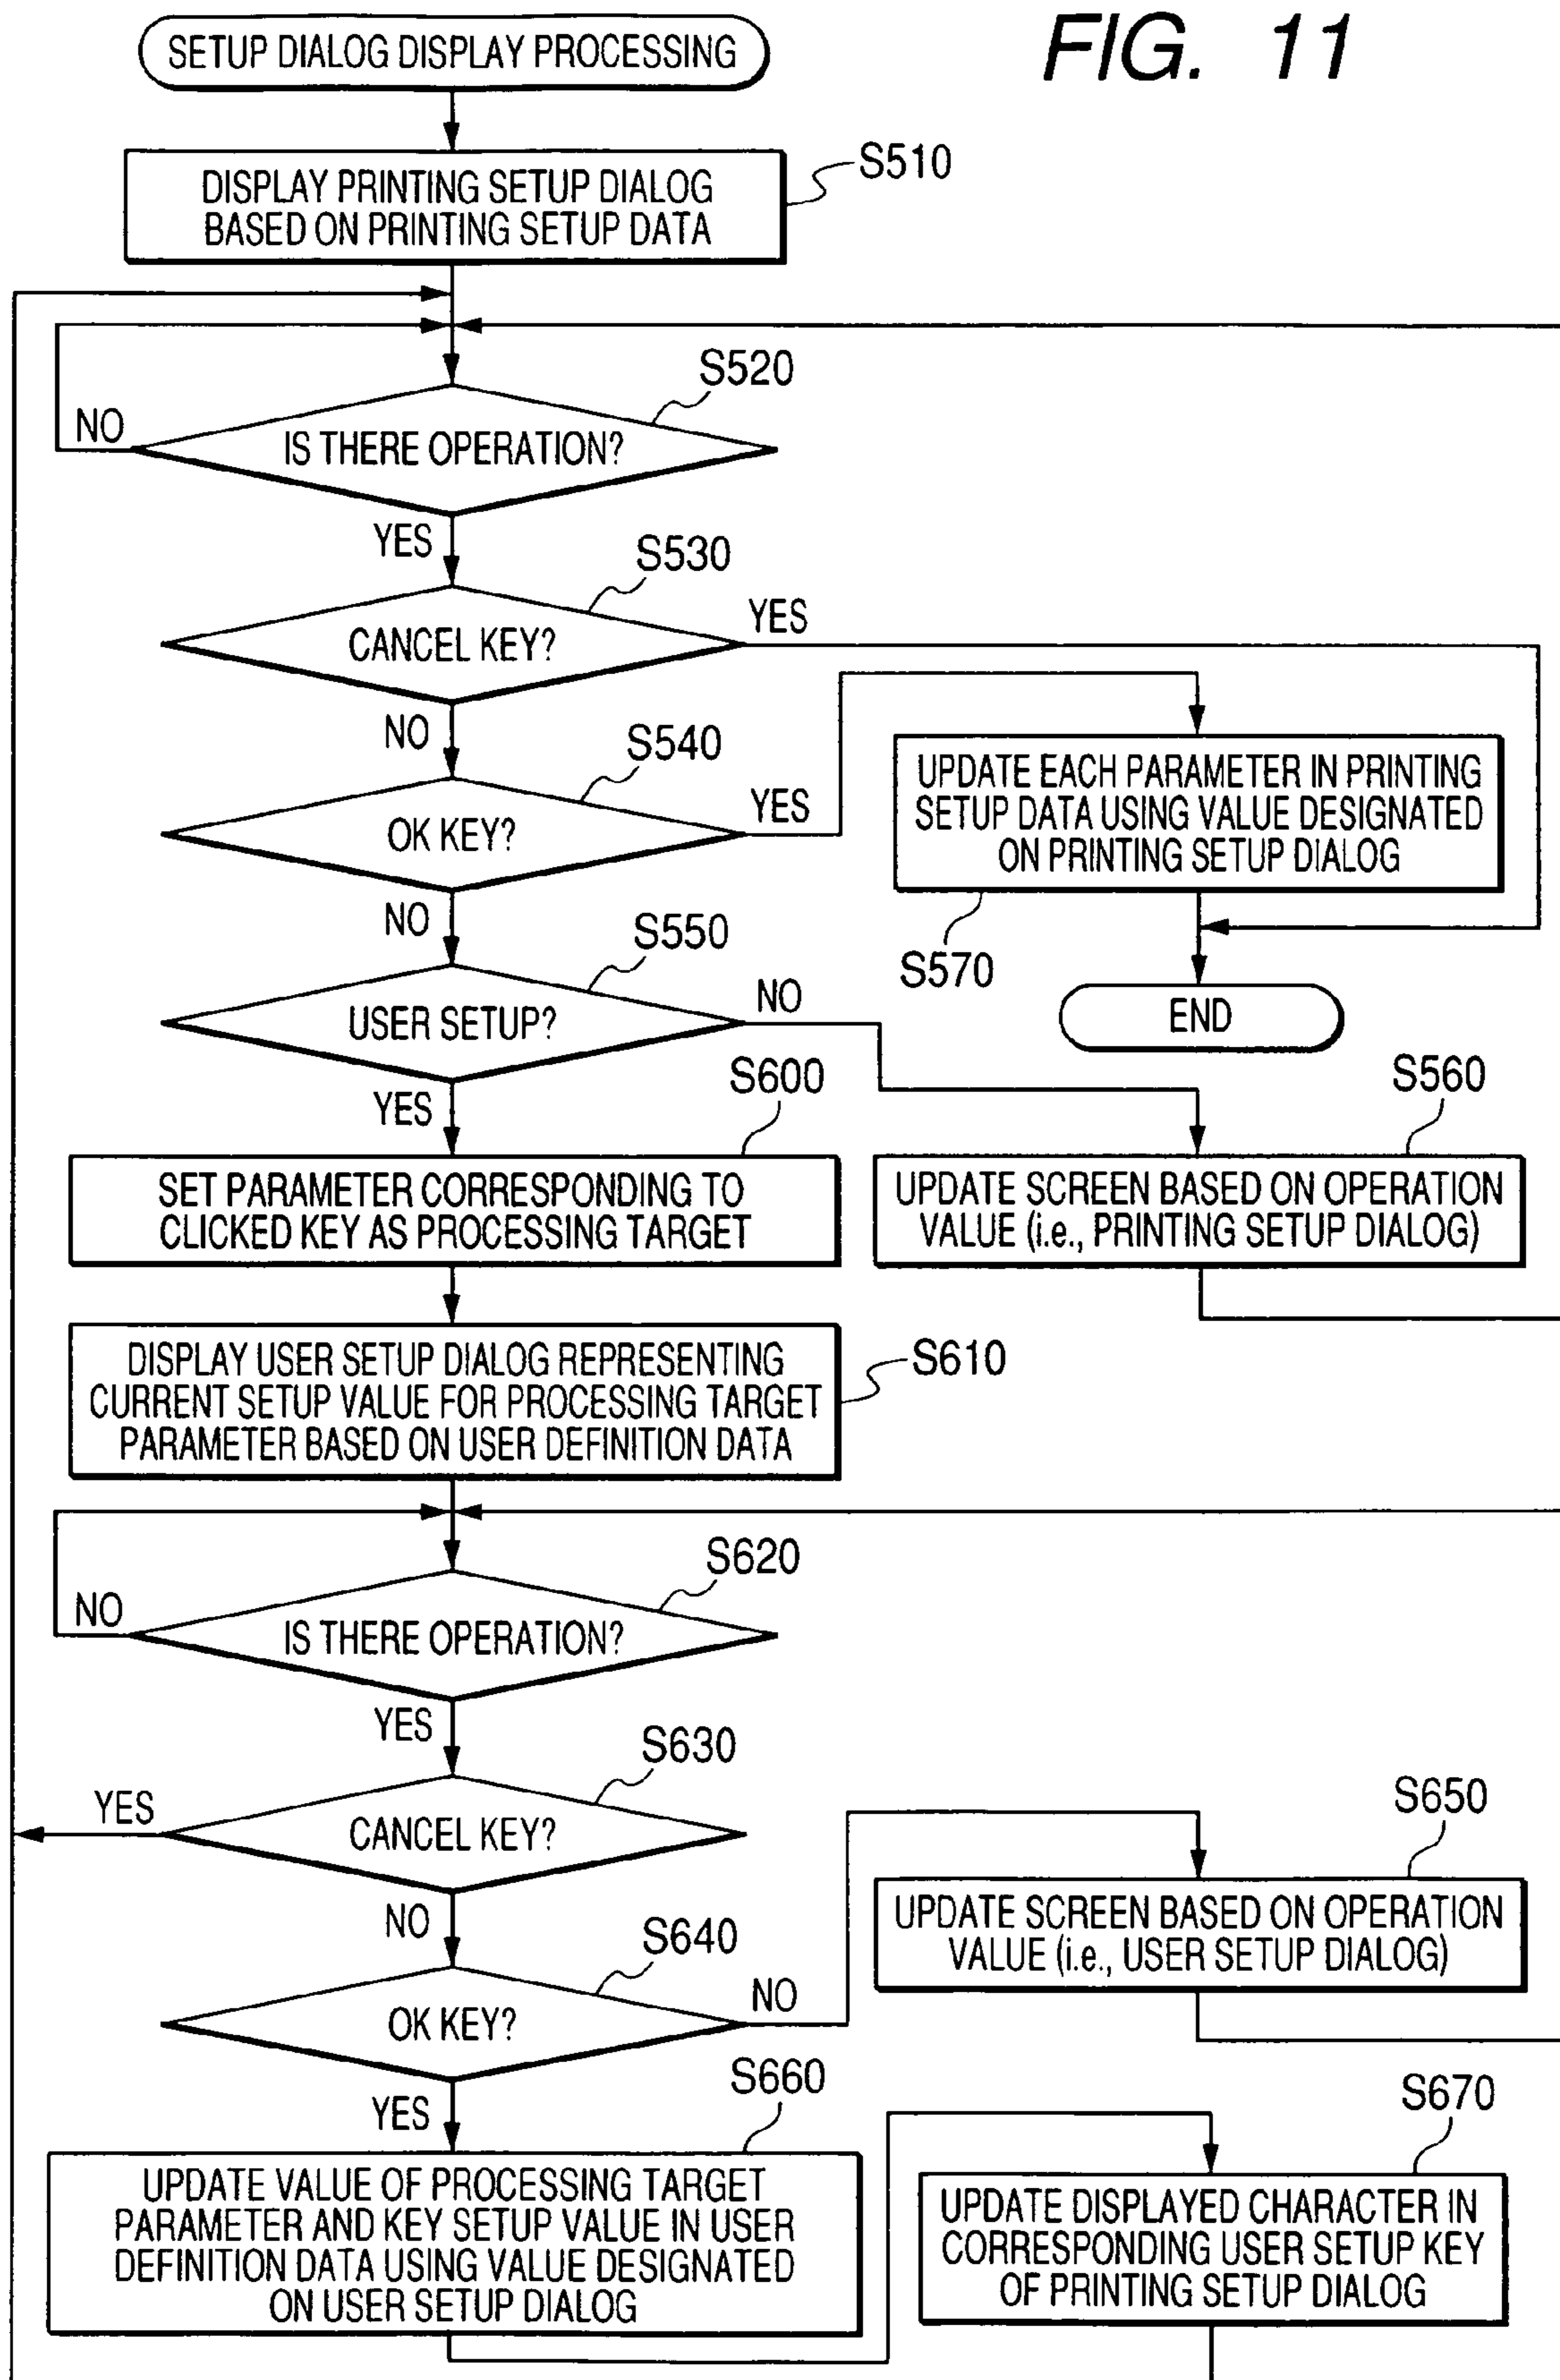 FIG. 11
SETUP DIALOG DISPLAY PROCESSING
S510
DISPLAY PRINTING SETUP DIALOG
BASED ON PRINTING SETUP DATA
S520
NO
IS THERE OPERATION?
YES
S530
CANCEL KEY?
YES
NO
S540
OK KEY?
YES
UPDATE EACH PARAMETER IN PRINTING
SETUP DATA USING VALUE DESIGNATED
ON PRINTING SETUP DIALOG
S570
END
NO
S550
USER SETUP?
NO
YES
S600
SET PARAMETER CORRESPONDING TO
CLICKED KEY AS PROCESSING TARGET
S560
UPDATE SCREEN BASED ON OPERATION
VALUE (i.e., PRINTING SETUP DIALOG)
S610
DISPLAY USER SETUP DIALOG REPRESENTING
CURRENT SETUP VALUE FOR PROCESSING TARGET
PARAMETER BASED ON USER DEFINITION DATA
S620
NO
IS THERE OPERATION?
YES
S630
YES
CANCEL KEY?
NO
S640
OK KEY?
NO
S650
UPDATE SCREEN BASED ON OPERATION
VALUE (i.e., USER SETUP DIALOG)
YES
S660
UPDATE VALUE OF PROCESSING TARGET
PARAMETER AND KEY SETUP VALUE IN USER
DEFINITION DATA USING VALUE DESIGNATED
ON USER SETUP DIALOG
S670
UPDATE DISPLAYED CHARACTER IN
CORRESPONDING USER SETUP KEY
OF PRINTING SETUP DIALOG